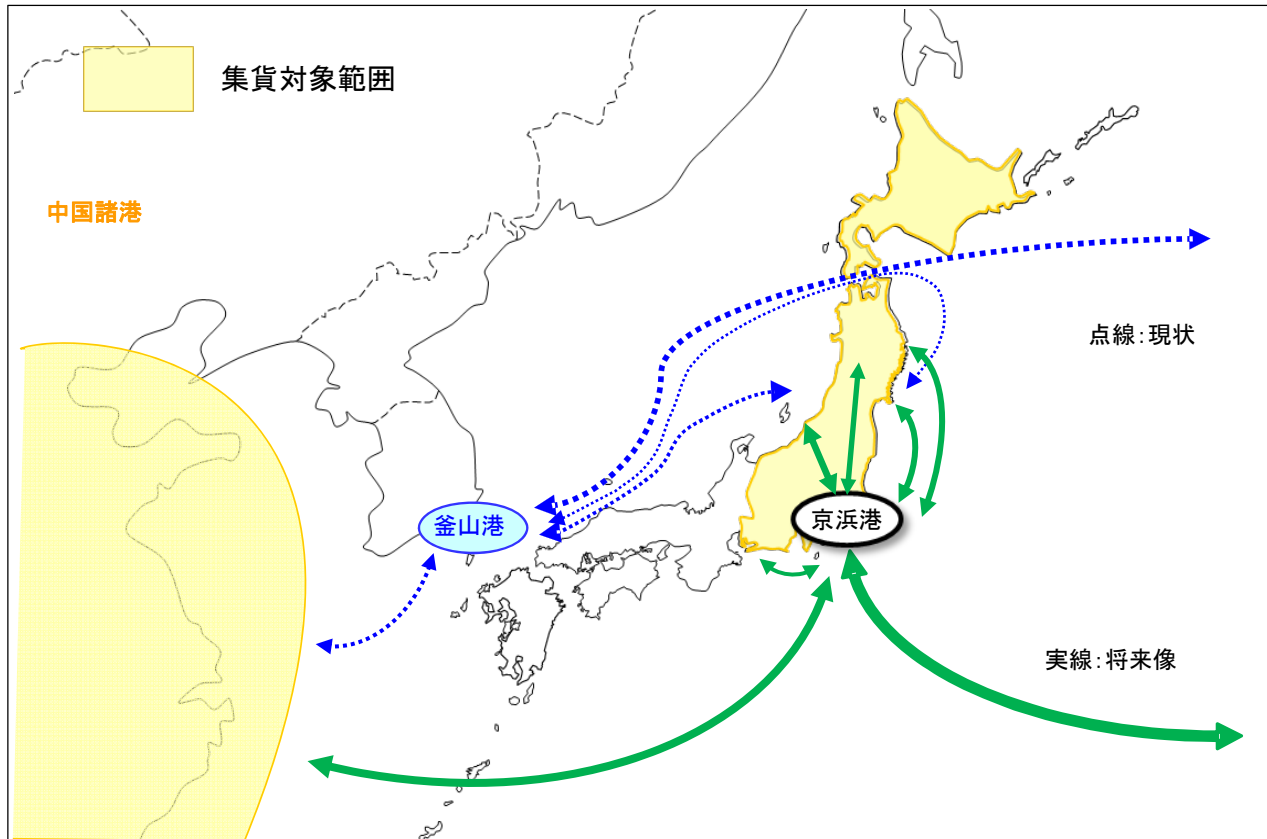 集貨対象範囲
中国諸港
点線：現状
釜山港
京浜港
実線：将来像